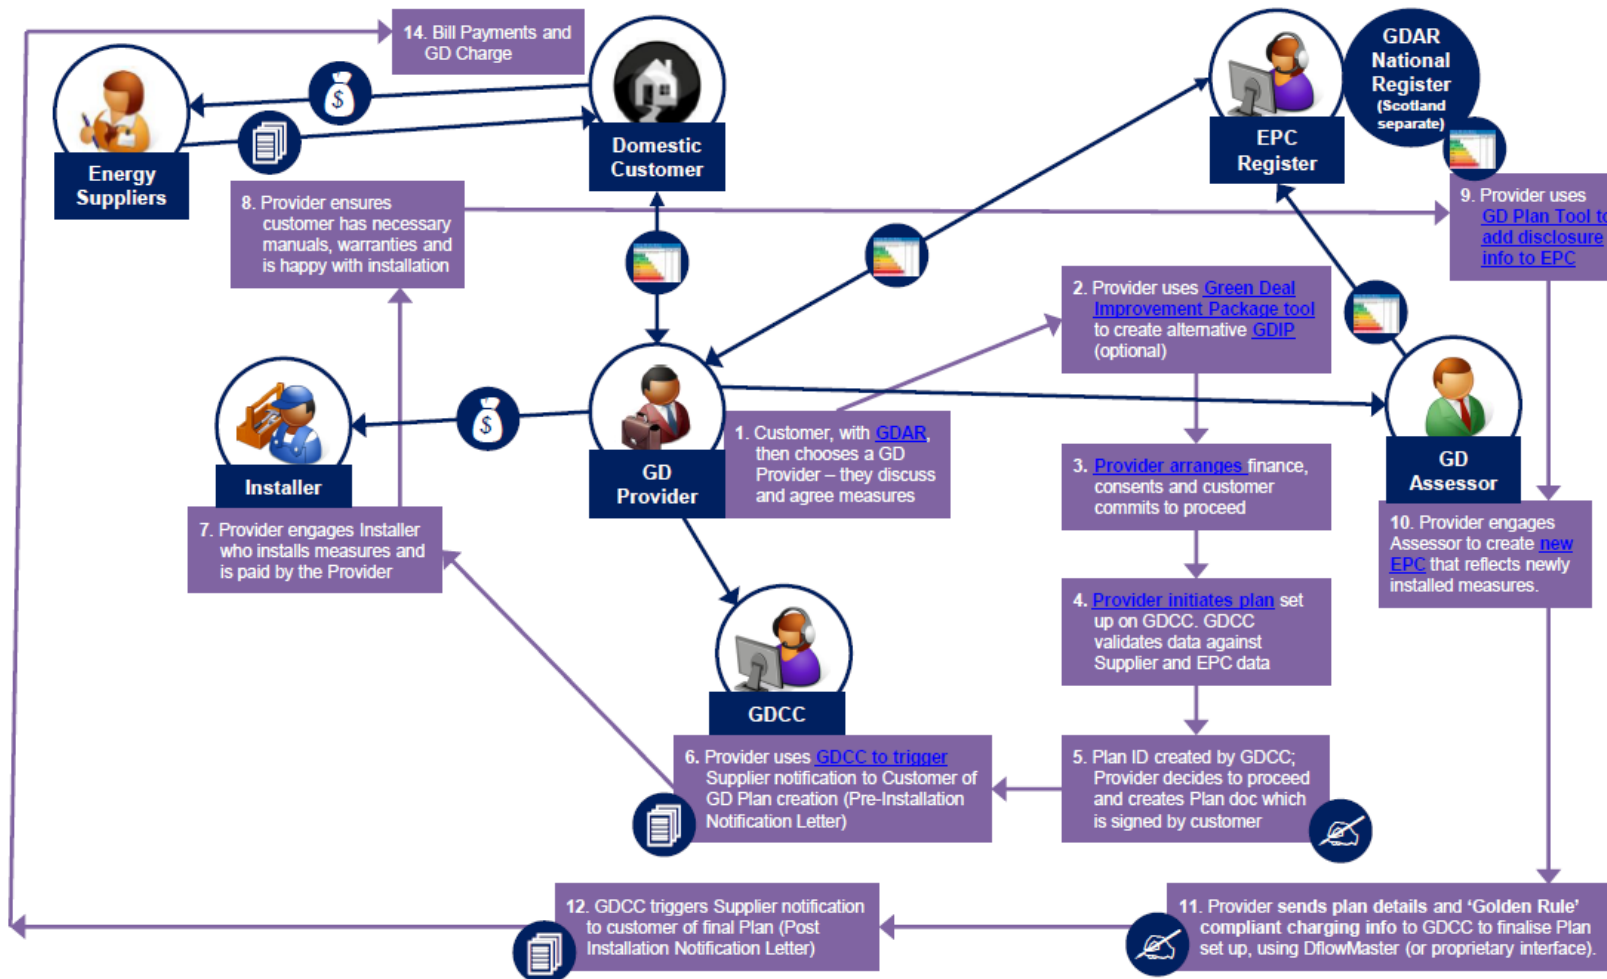 14. Bill Payments and
GD Charge
GDAR
National
Register
(Scotland
separate)
Energy
Suppliers
Domestic
Customer
EPC
Register
8. Provider ensures
customer has necessary
manuals, warranties and
is happy with installation
9. Provider uses
GD Plan Tool to
add disclosure
info to EPC
2. Provider uses Green Deal
Improvement Package tool
to create alternative GDIP
(optional)
Installer
GD
Provider
1. Customer, with GDAR,
then chooses a GD
Provider – they discuss
and agree measures
GD
Assessor
3. Provider arranges finance,
consents and customer
commits to proceed
7. Provider engages Installer
who installs measures and
is paid by the Provider
10. Provider engages
Assessor to create new
EPC that reflects newly
installed measures.
4. Provider initiates plan set
up on GDCC. GDCC
validates data against
Supplier and EPC data
GDCC
6. Provider uses GDCC to trigger
Supplier notification to Customer of
GD Plan creation (Pre-Installation
Notification Letter)
5. Plan ID created by GDCC;
Provider decides to proceed
and creates Plan doc which
is signed by customer
12. GDCC triggers Supplier notification
to customer of final Plan (Post
Installation Notification Letter)
11. Provider sends plan details and ‘Golden Rule’
compliant charging info to GDCC to finalise Plan
set up, using DflowMaster (or proprietary interface).